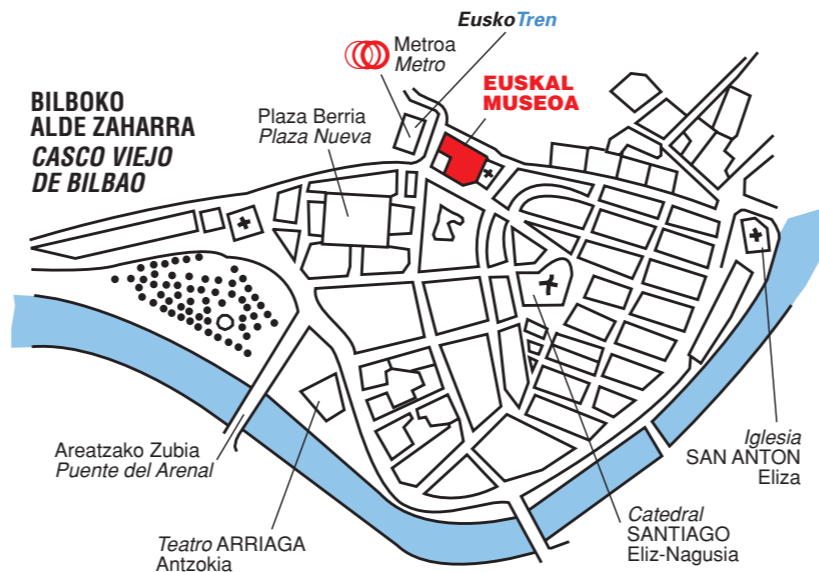 EuskoTren
Metroa
Metro
EUSKAL
MUSEOA
BILBOKO
ALDE ZAHARRA
CASCO VIEJO
DE BILBAO
Plaza Berria
Plaza Nueva
Areatzako Zubia
Puente del Arenal
Teatro ARRIAGA
Antzokia
Catedral
SANTIAGO
Eliz-Nagusia
Iglesia
SAN ANTON
Eliza